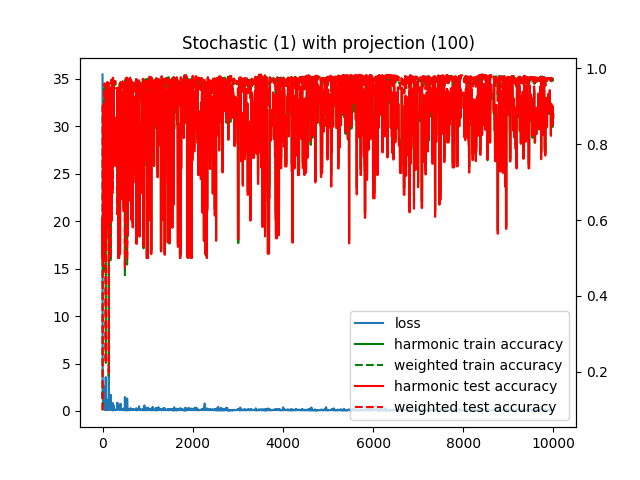 Stochastic (1) with projection (100)
35
30
25
20
15
10
5
0
1.0
0.8
0.6
0.4
0.2
loss
harmonic train accuracy
weighted train accuracy
harmonic test accuracy
weighted test accuracy
0 2000 4000 6000 8000 10000